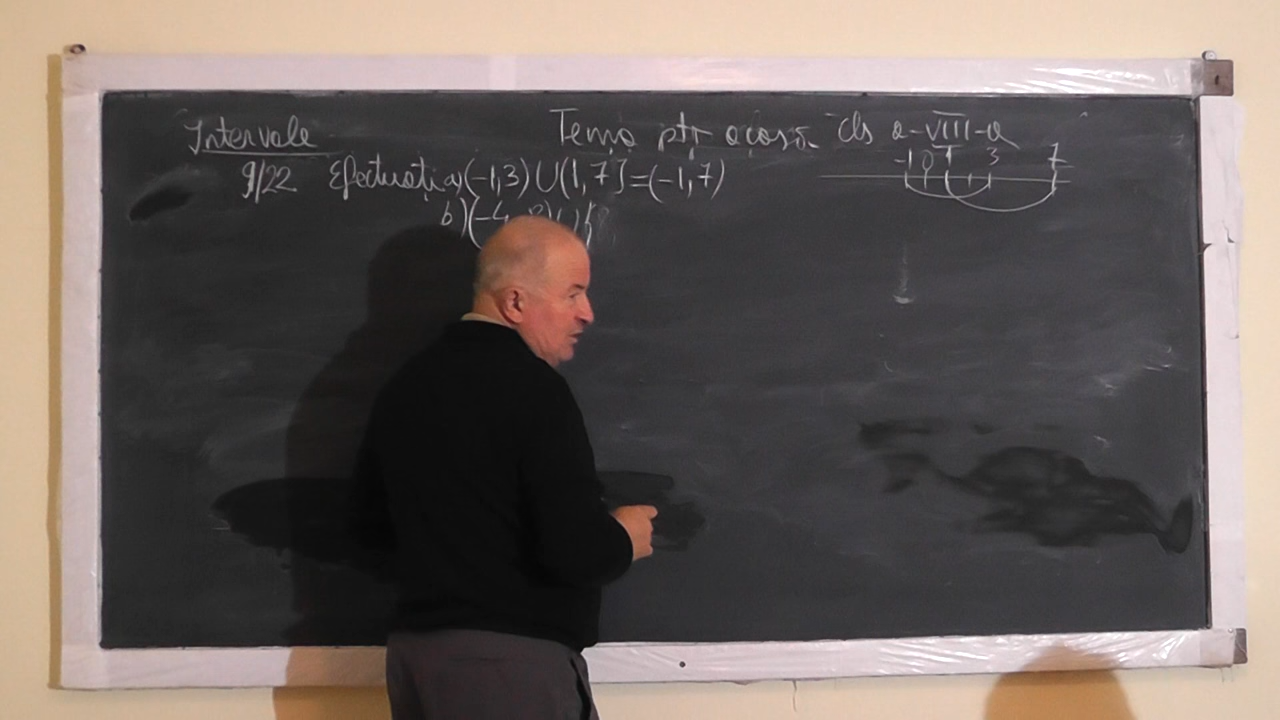 Intervale
Temă ptr acasă cls a-VIII-a
9/22 Efectuați a) (-1,3)∪(1,7]=(-1,7)
-1 0 1 3 7
b)(-4